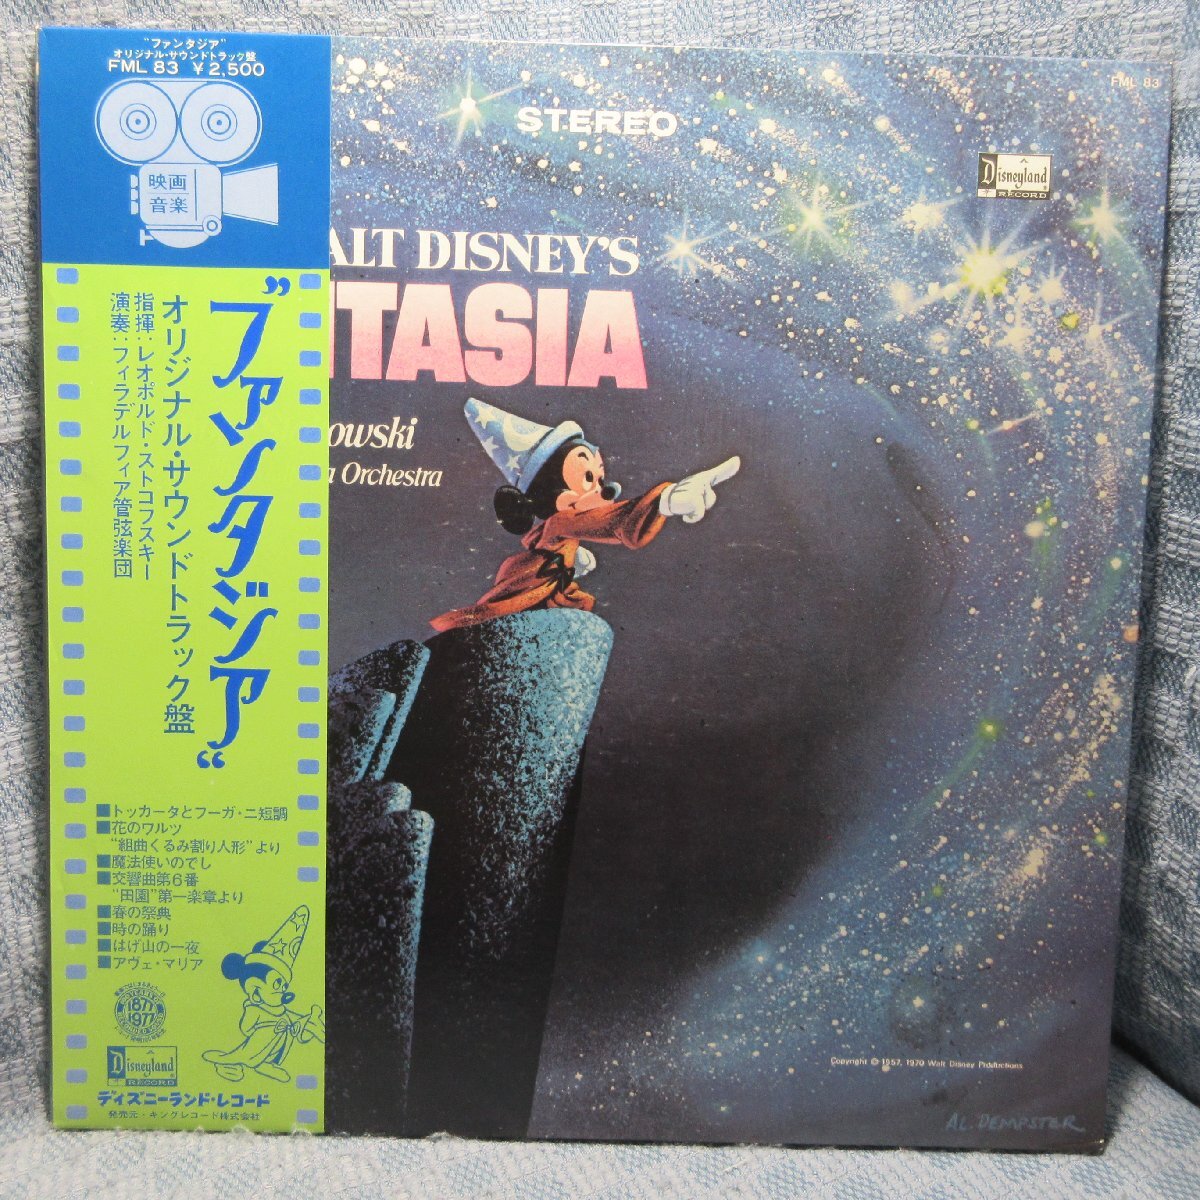 "ファンタジア"
オリジナル・サウンドトラック盤
FML 83 ¥2,500
映画
音楽
"ファンタジア"
オリジナル・サウンドトラック盤
指揮：レオポルド・ストコフスキー
演奏：フィラデルフィア管弦楽団
■トッカータとフーガ・ニ短調
■花のワルツ
"組曲くるみ割り人形"より
■魔法使いのでし
■交響曲第6番
"田園"第一楽章より
■春の祭典
■時の踊り
■はげ山の一夜
■アヴェ・マリア
1877
1977
Disneyland
RECORD
ディズニーランド・レコード
発売元・キングレコード株式会社
FML 83
STEREO
Disneyland
RECORD
ALT DISNEY'S
NTASIA
owski
a Orchestra
Copyright © 1957, 1970 Walt Disney Productions
AL. DEMPSTER